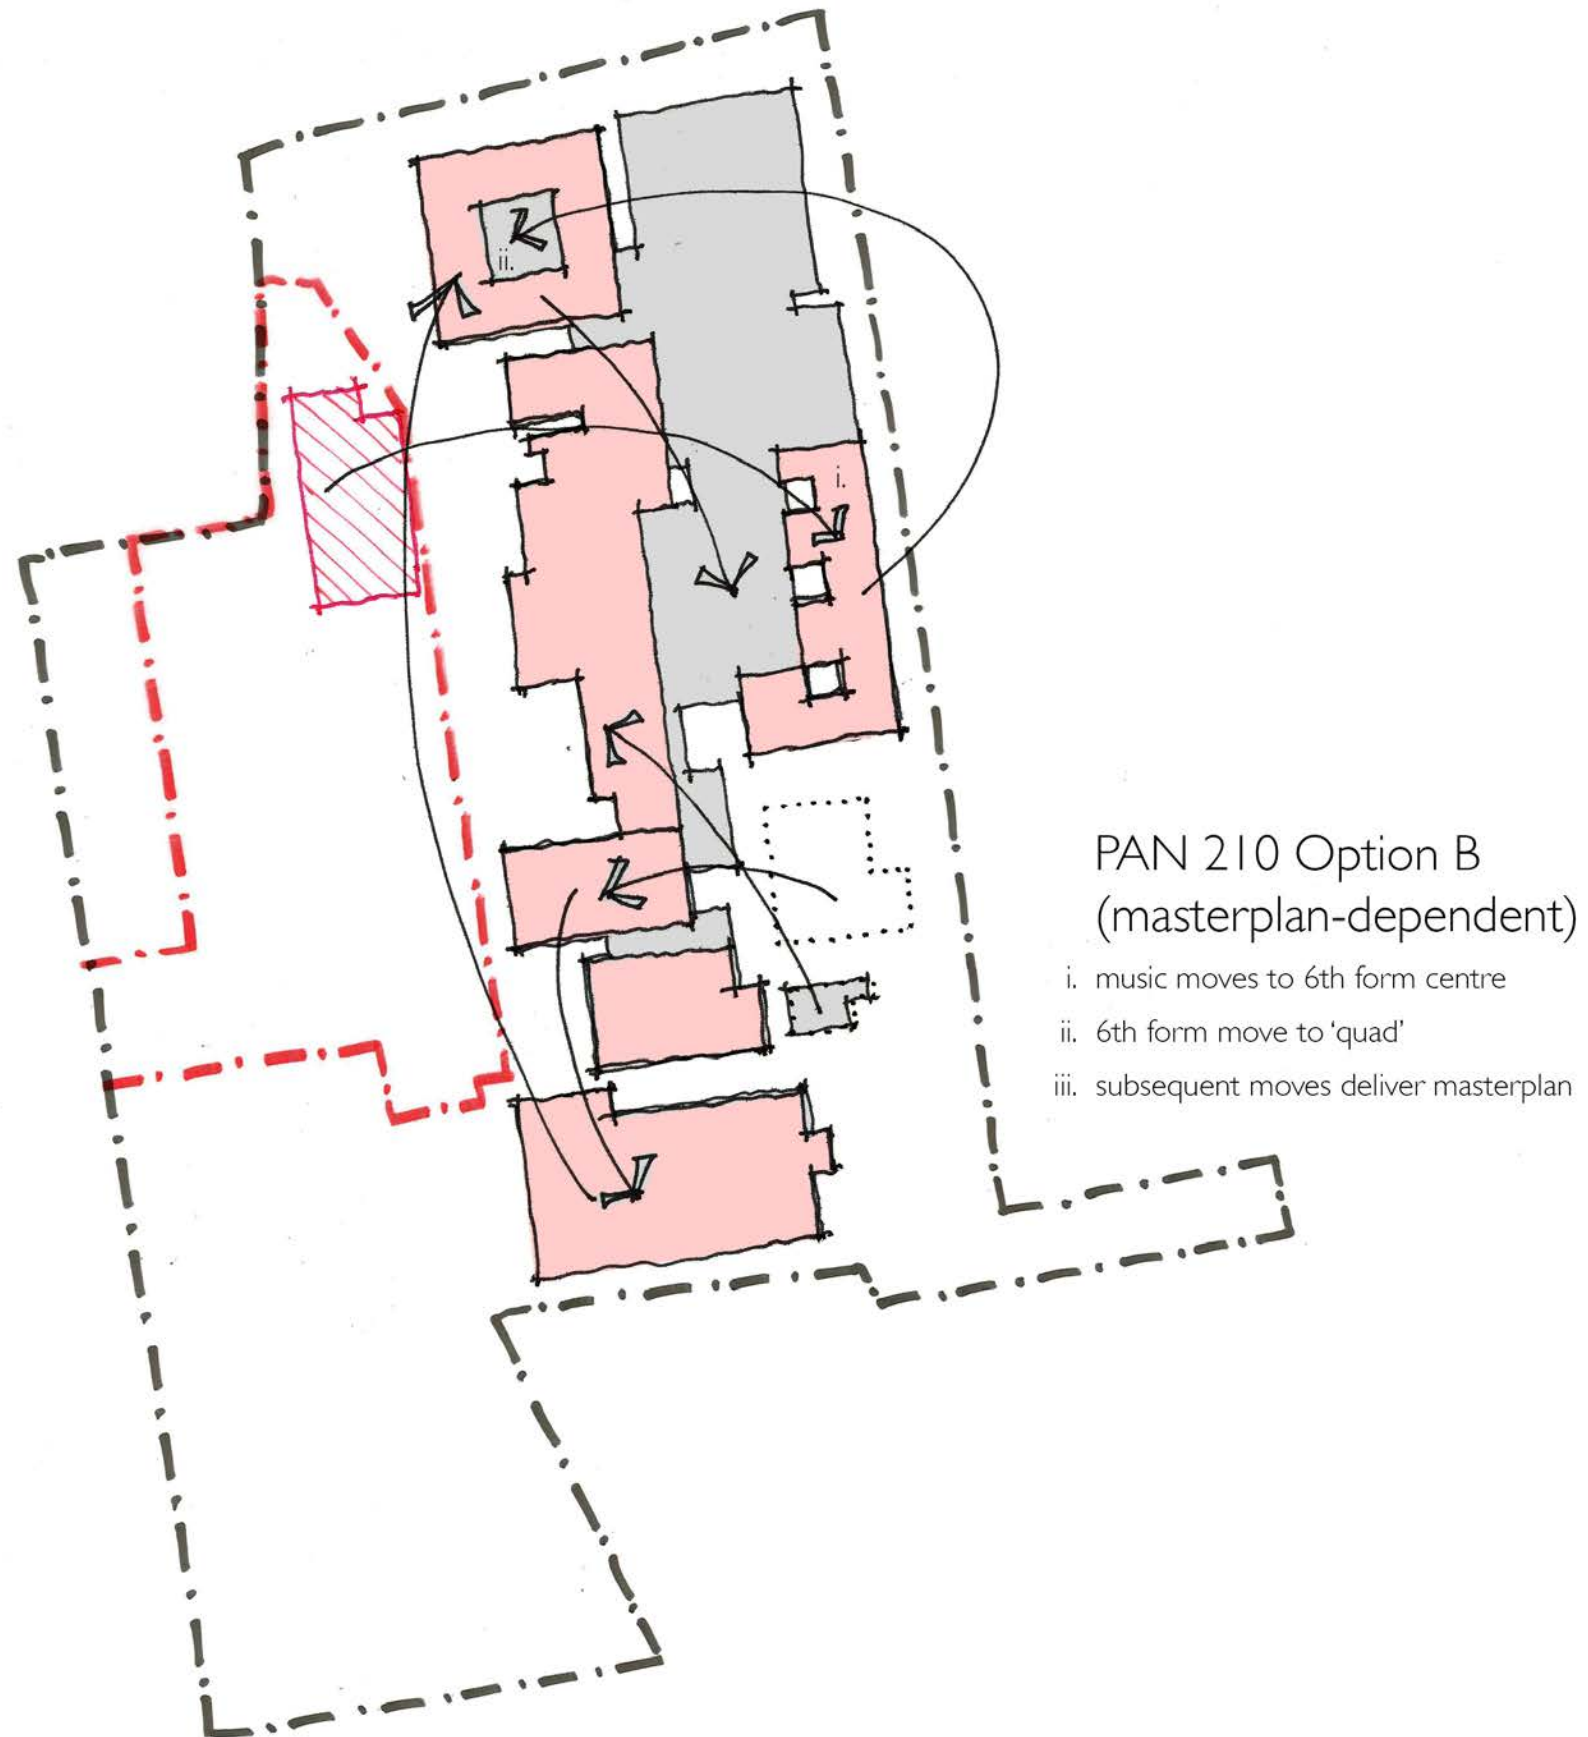 ii.
i.
PAN 210 Option B
(masterplan-dependent)
i. music moves to 6th form centre
ii. 6th form move to ‘quad’
iii. subsequent moves deliver masterplan